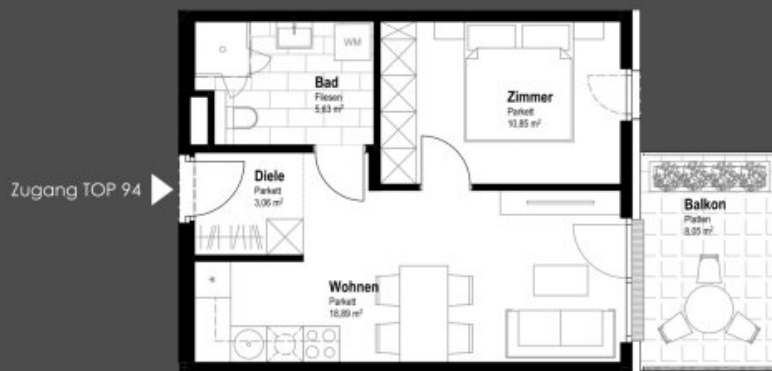 WM
Bad
Fliesen
5,63 m²
Zimmer
Parkett
10,85 m²
Zugang TOP 94
Diele
Parkett
3,06 m²
Balkon
Platten
8,05 m²
Wohnen
Parkett
18,89 m²